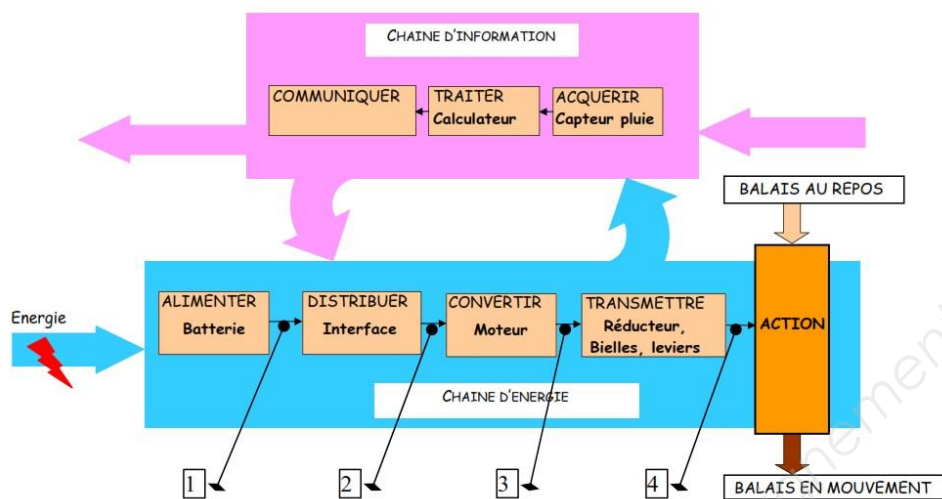 CHAINE D'INFORMATION
COMMUNIQUER
TRAITER
Calculateur
ACQUERIR
Capteur pluie
BALAIS AU REPOS
Energie
ALIMENTER
Batterie
DISTRIBUER
Interface
CONVERTIR
Moteur
TRANSMETTRE
Réducteur,
Bielles, leviers
ACTION
CHAINE D'ENERGIE
1
2
3
4
BALAIS EN MOUVEMENT